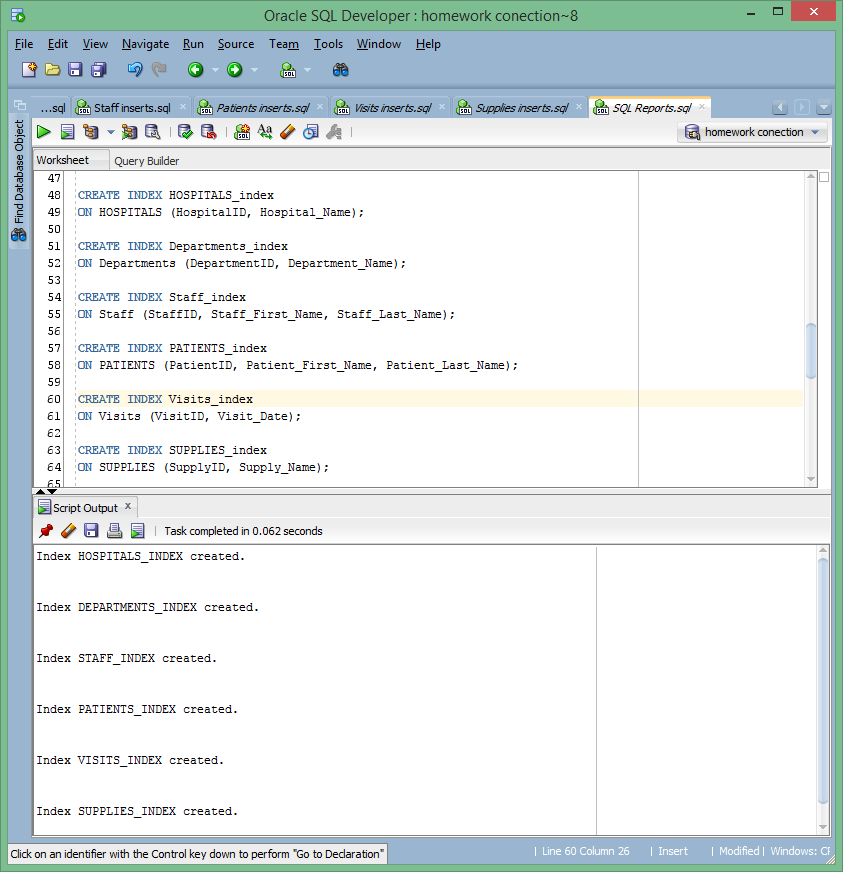 Oracle SQL Developer : homework conection~8
File Edit View Navigate Run Source Team Tools Window Help
...sql Staff inserts.sql Patients inserts.sql Visits inserts.sql Supplies inserts.sql SQL Reports.sql
homework conection
Find Database Object
Worksheet Query Builder
47
48 CREATE INDEX HOSPITALS_index
49 ON HOSPITALS (HospitalID, Hospital_Name);
50
51 CREATE INDEX Departments_index
52 ON Departments (DepartmentID, Department_Name);
53
54 CREATE INDEX Staff_index
55 ON Staff (StaffID, Staff_First_Name, Staff_Last_Name);
56
57 CREATE INDEX PATIENTS_index
58 ON PATIENTS (PatientID, Patient_First_Name, Patient_Last_Name);
59
60 CREATE INDEX Visits_index
61 ON Visits (VisitID, Visit_Date);
62
63 CREATE INDEX SUPPLIES_index
64 ON SUPPLIES (SupplyID, Supply_Name);
65
Script Output x
Task completed in 0.062 seconds
Index HOSPITALS_INDEX created.
Index DEPARTMENTS_INDEX created.
Index STAFF_INDEX created.
Index PATIENTS_INDEX created.
Index VISITS_INDEX created.
Index SUPPLIES_INDEX created.
Click on an identifier with the Control key down to perform "Go to Declaration"
| Line 60 Column 26 | Insert | Modified | Windows: CR